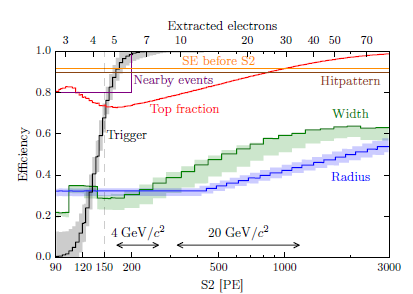 Extracted electrons
3 4 5 7 10 20 30 40 50 70
1.0
SE before S2
Nearby events
Hitpattern
0.8
Top fraction
Width
0.6
Trigger
Efficiency
0.4
Radius
0.2
4 GeV/c² 20 GeV/c²
0.0
90 120 150 200 500 1000 3000
S2 [PE]